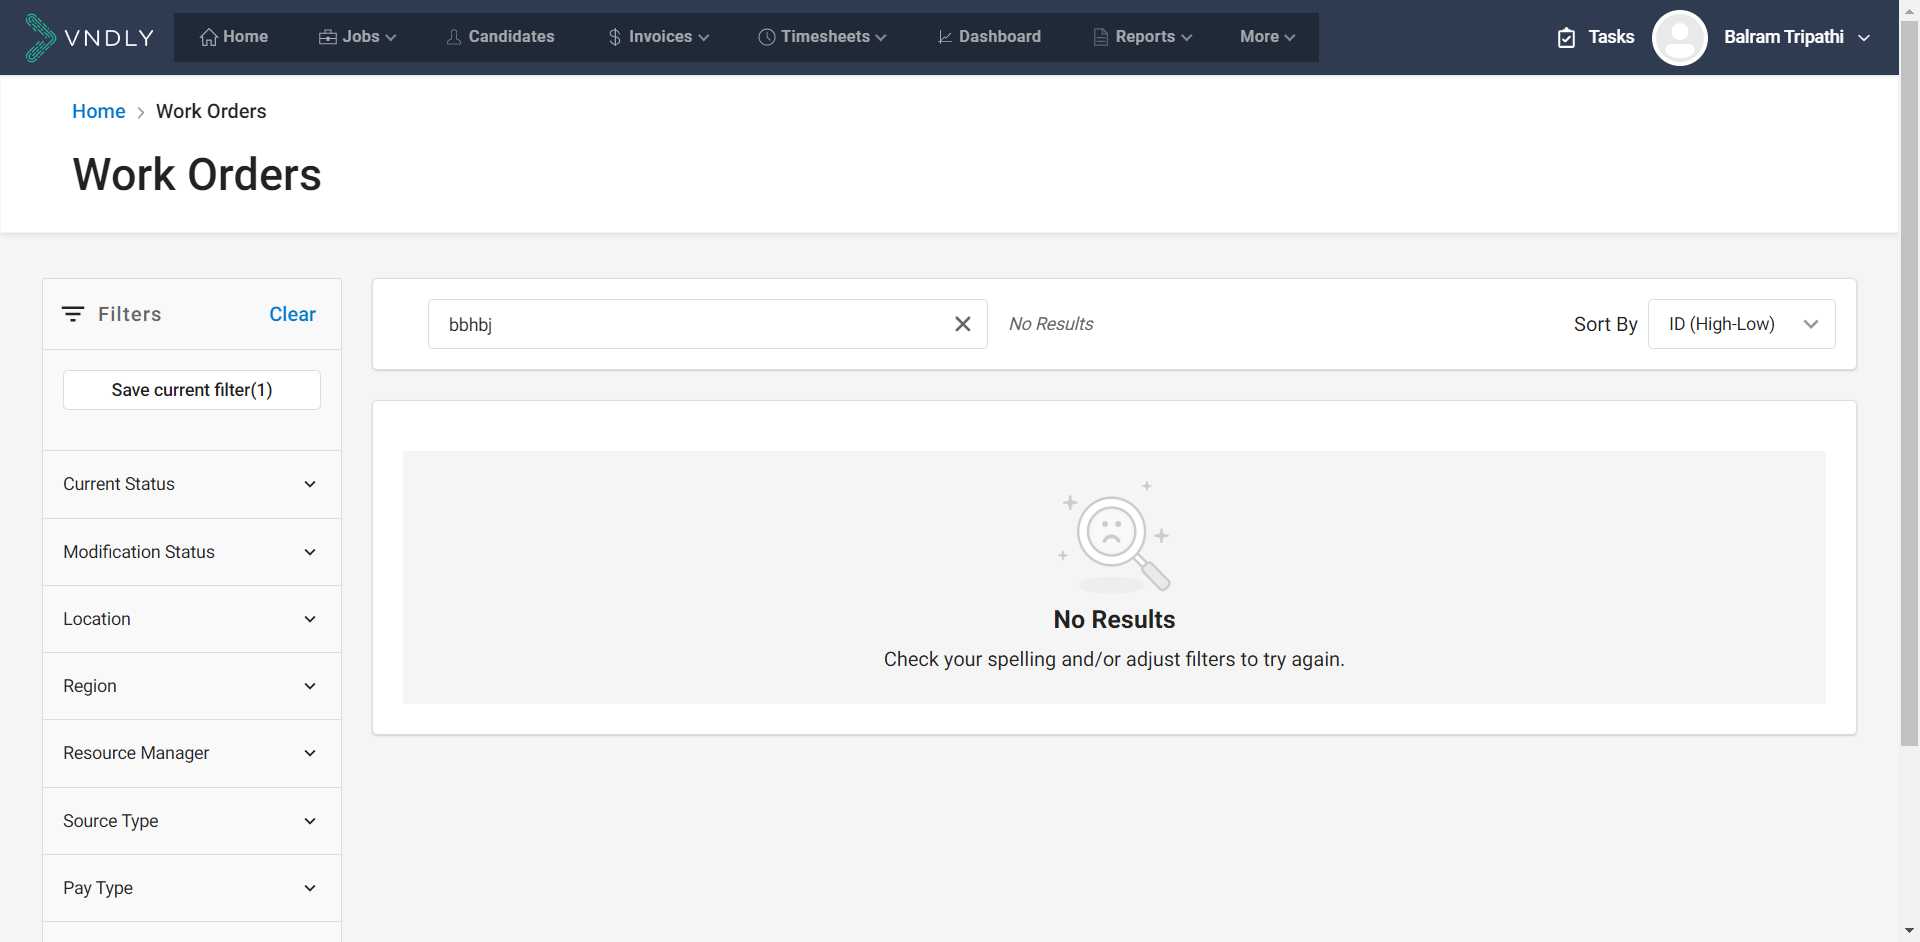 VNDLY Home Jobs Candidates $ Invoices Timesheets Dashboard Reports More Tasks Balram Tripathi
Home > Work Orders
Work Orders
Filters Clear
Save current filter(1)
Current Status
Modification Status
Location
Region
Resource Manager
Source Type
Pay Type
bbhbj No Results Sort By ID (High-Low)
No Results
Check your spelling and/or adjust filters to try again.